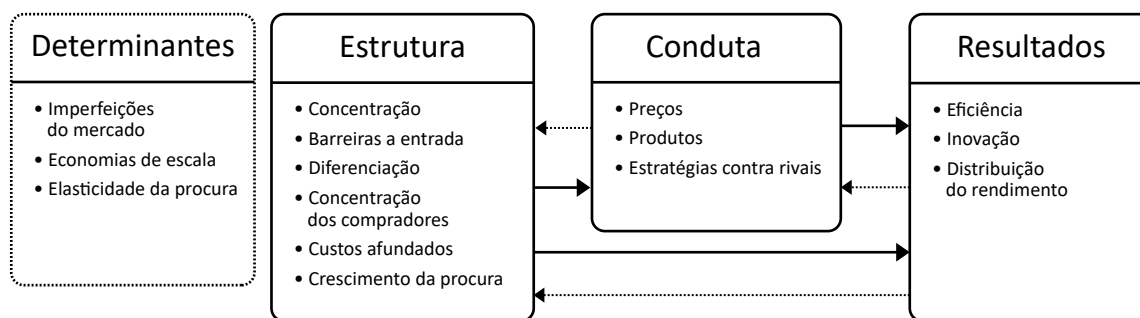 Determinantes
• Imperfeições
do mercado
• Economias de escala
• Elasticidade da procura
Estrutura
• Concentração
• Barreiras a entrada
• Diferenciação
• Concentração
dos compradores
• Custos afundados
• Crescimento da procura
Conduta
• Preços
• Produtos
• Estratégias contra rivais
Resultados
• Eficiência
• Inovação
• Distribuição
do rendimento